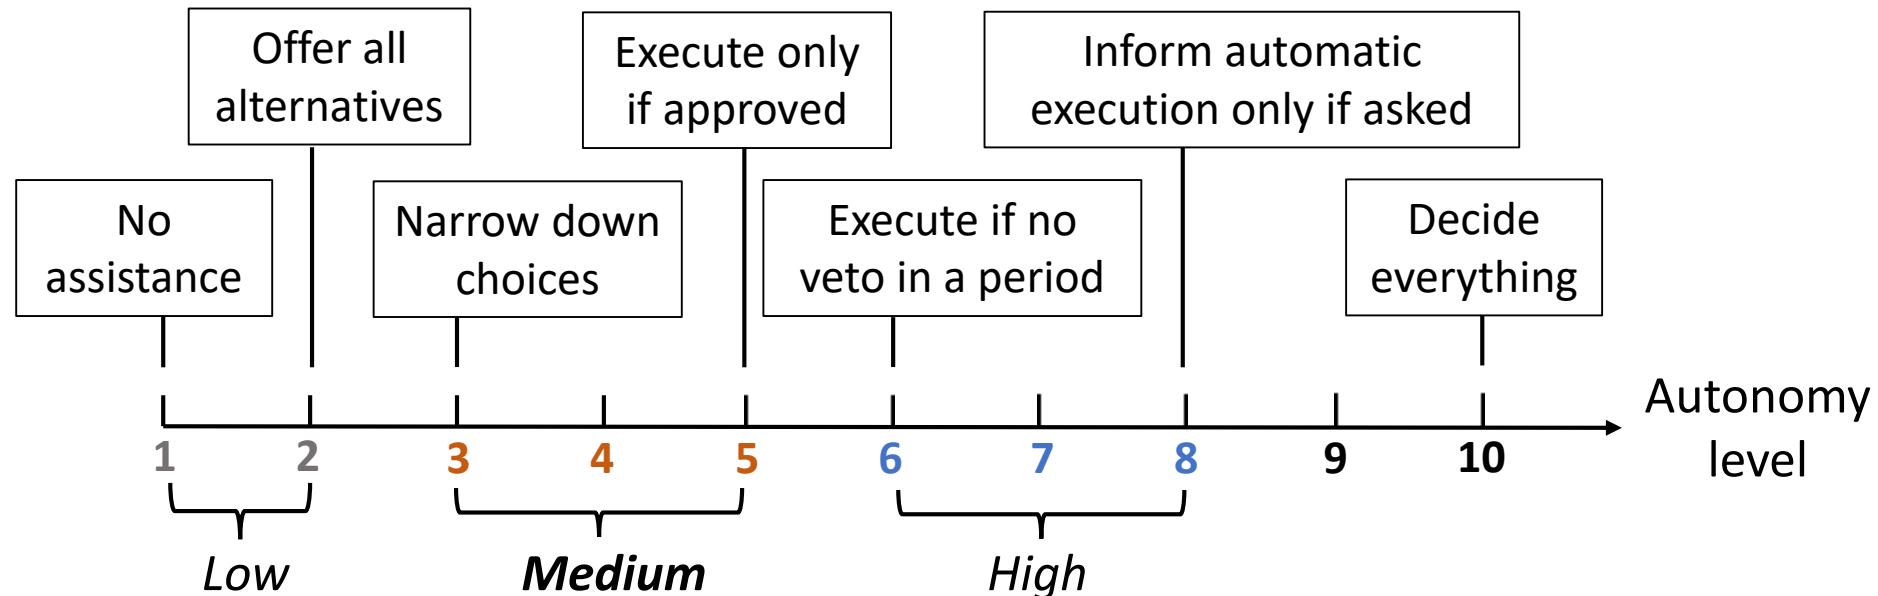 Offer all
alternatives
Execute only
if approved
Inform automatic
execution only if asked
No
assistance
Narrow down
choices
Execute if no
veto in a period
Decide
everything
Autonomy
level
1 2 3 4 5 6 7 8 9 10
Low Medium High